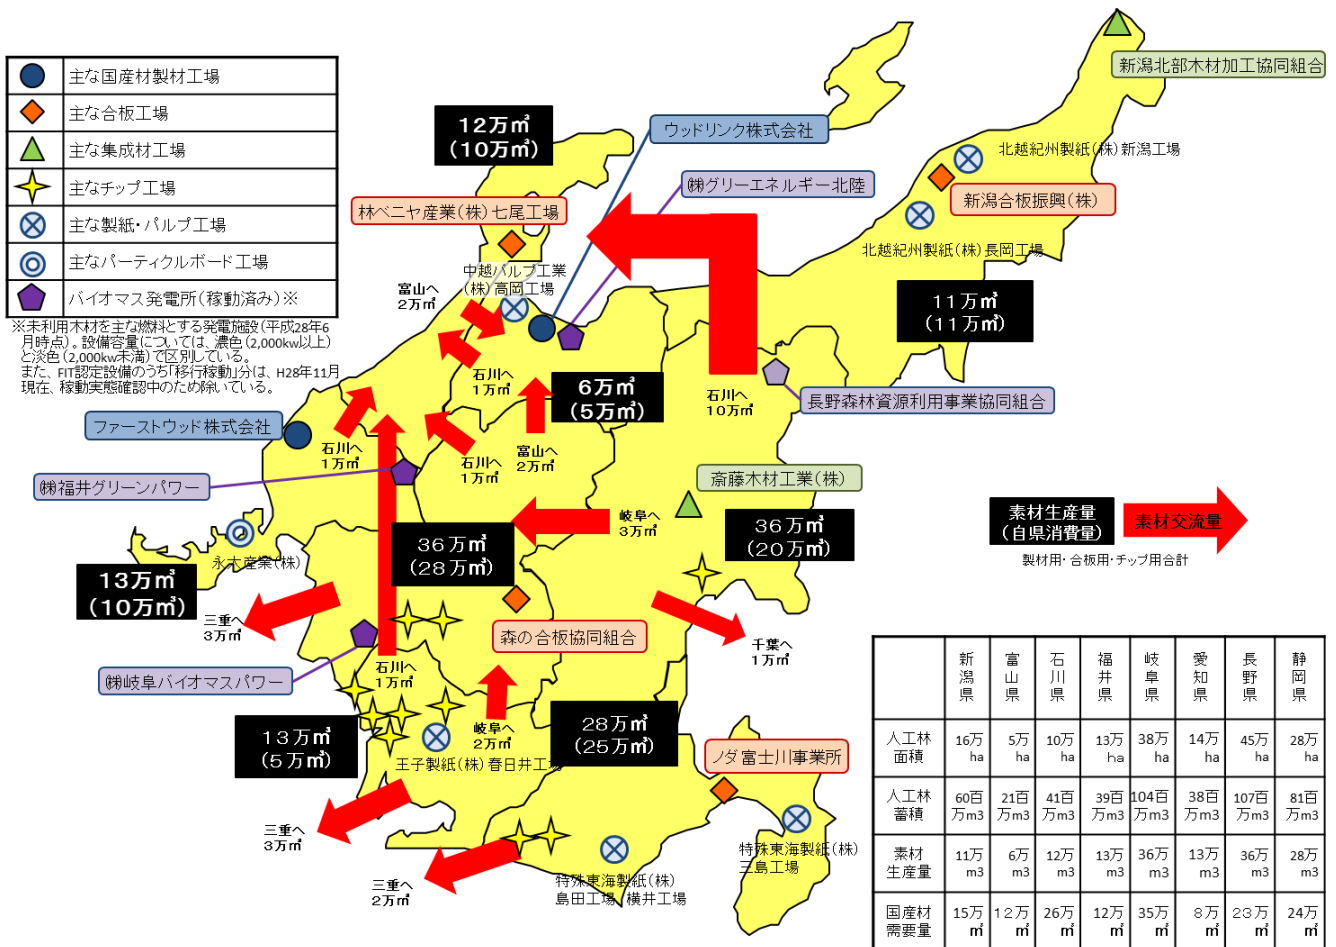 主な国産材製材工場
主な合板工場
主な集成材工場
主なチップ工場
主な製紙・パルプ工場
主なパーティクルボード工場
バイオマス発電所(稼動済み)※
※未利用木材を主な燃料とする発電施設(平成28年6
月時点)。設備容量については、濃色(2,000kw以上)
と淡色(2,000kw未満)で区別している。
また、FIT認定設備のうち「移行稼動」分は、H28年11月
現在、稼動実態確認中のため除いている。
新潟北部木材加工協同組合
12万㎥
(10万㎥)
ウッドリンク株式会社
北越紀州製紙(株)新潟工場
㈱グリーエネルギー北陸
新潟合板振興(株)
林ベニヤ産業(株)七尾工場
北越紀州製紙(株)長岡工場
中越パルプ工業
(株)高岡工場
富山へ
2万㎥
11万㎥
(11万㎥)
石川へ
1万㎥
6万㎥
(5万㎥)
石川へ
10万㎥
長野森林資源利用事業協同組合
ファーストウッド株式会社
石川へ
1万㎥
石川へ
1万㎥
富山へ
2万㎥
㈱福井グリーンパワー
斎藤木材工業(株)
岐阜へ
3万㎥
36万㎥
(20万㎥)
素材生産量
(自県消費量)
素材交流量
製材用・合板用・チップ用合計
永大産業(株)
36万㎥
(28万㎥)
13万㎥
(10万㎥)
三重へ
3万㎥
森の合板協同組合
千葉へ
1万㎥
㈱岐阜バイオマスパワー
石川へ
1万㎥
13万㎥
(5万㎥)
岐阜へ
2万㎥
28万㎥
(25万㎥)
王子製紙(株)春日井工場
ノダ富士川事業所
三重へ
3万㎥
三重へ
2万㎥
特殊東海製紙(株)
島田工場 横井工場
特殊東海製紙(株)
三島工場
新潟県 富山県 石川県 福井県 岐阜県 愛知県 長野県 静岡県
人工林面積 16万ha 5万ha 10万ha 13万ha 38万ha 14万ha 45万ha 28万ha
人工林蓄積 60百万m3 21百万m3 41百万m3 39百万m3 104百万m3 38百万m3 107百万m3 81百万m3
素材生産量 11万m3 6万m3 12万m3 13万m3 36万m3 13万m3 36万m3 28万m3
国産材需要量 15万㎥ 12万㎥ 26万㎥ 12万㎥ 35万㎥ 8万㎥ 23万㎥ 24万㎥